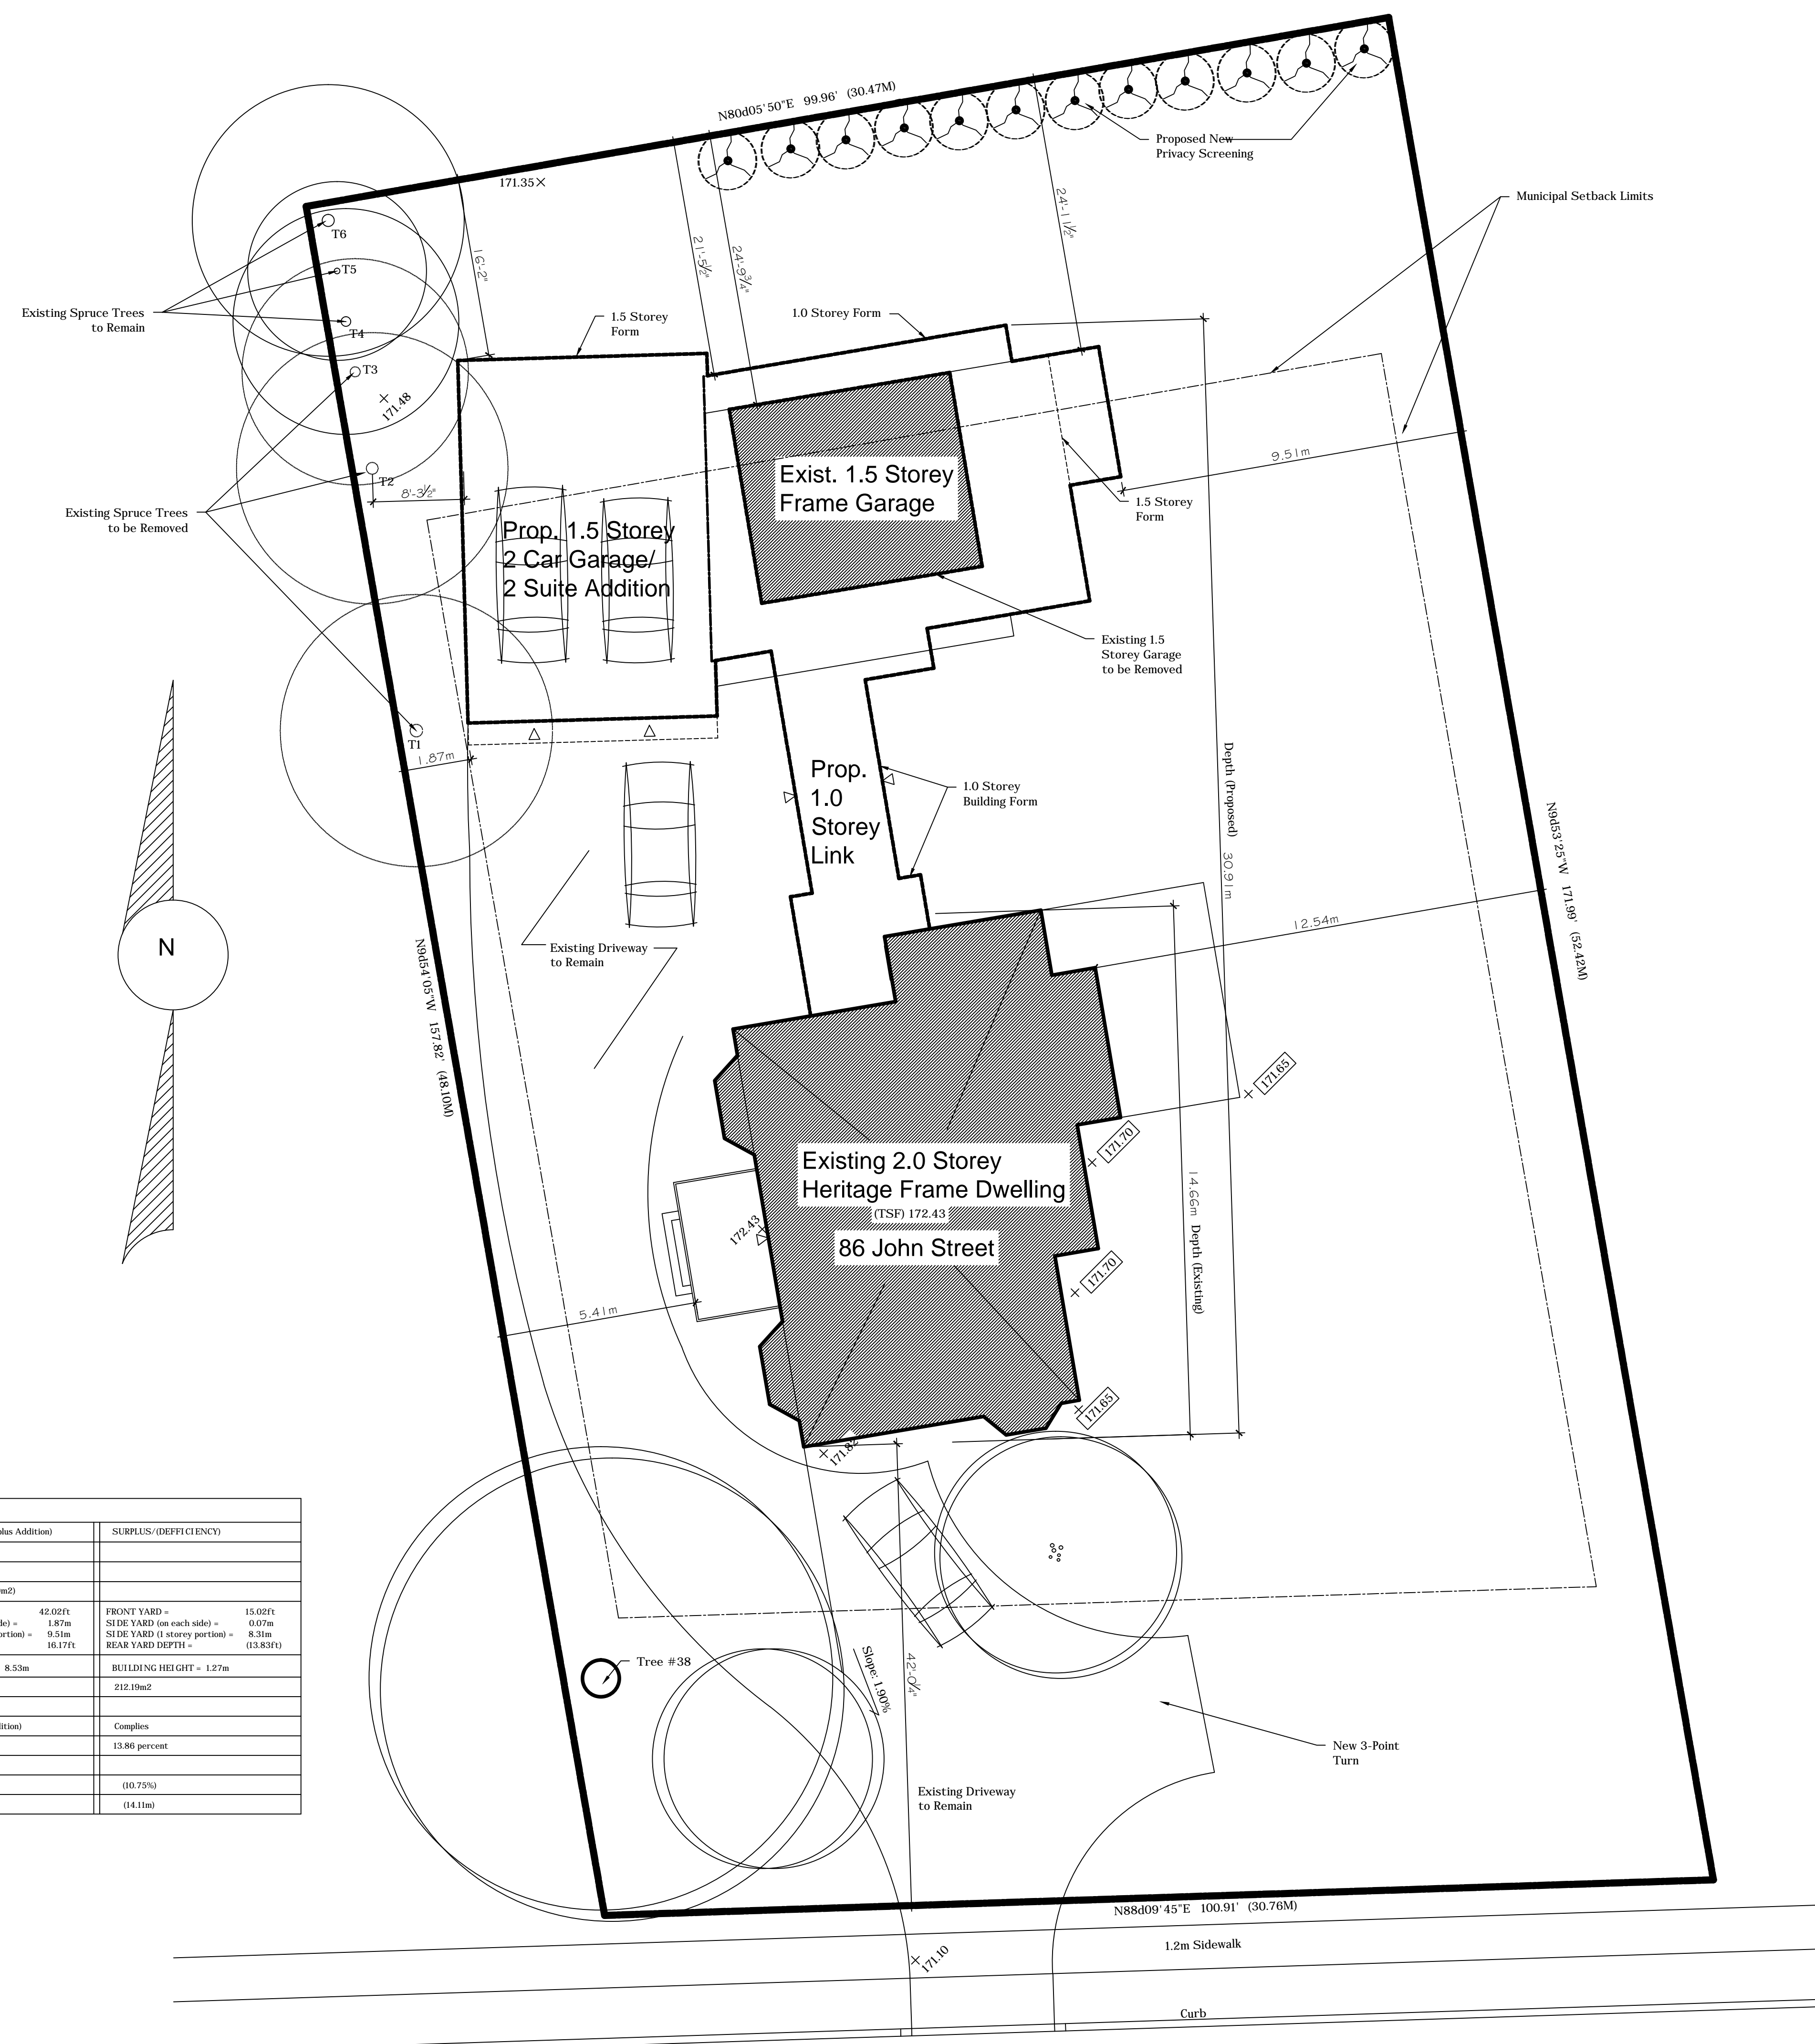 N80d05'50"E 99.96' (30.47M)
Proposed New
Privacy Screening
171.35
Municipal Setback Limits
T6
T5
T4
T3
T2
T1
16'-2"
21'-5½"
24'-9¾"
24'-11½"
Existing Spruce Trees
to Remain
1.5 Storey
Form
1.0 Storey Form
171.48
9.51m
Exist. 1.5 Storey
Frame Garage
8'-3½"
1.5 Storey
Form
Existing Spruce Trees
to be Removed
Prop. 1.5 Storey
2 Car Garage/
2 Suite Addition
Existing 1.5
Storey Garage
to be Removed
1.87m
Prop.
1.0
Storey
Link
1.0 Storey
Building Form
Depth (Proposed) 30.91m
N9d53'25"W 171.99' (52.42M)
N
Existing Driveway
to Remain
12.54m
N9d54'05"W 157.82' (48.10M)
171.65
171.70
Existing 2.0 Storey
Heritage Frame Dwelling
(TSF) 172.43
86 John Street
172.43
14.66m Depth (Existing)
171.70
5.41m
171.65
171.82
plus Addition) SURPLUS/(DEFFICIENCY)
m2)
42.02ft FRONT YARD = 15.02ft
de) = 1.87m SIDE YARD (on each side) = 0.07m
ortion) = 9.51m SIDE YARD (1 storey portion) = 8.31m
16.17ft REAR YARD DEPTH = (13.83ft)
8.53m BUILDING HEIGHT = 1.27m
212.19m2
dition) Complies
13.86 percent
(10.75%)
(14.11m)
Tree #38
Slope: 1.90%
42'-0¼"
New 3-Point
Turn
Existing Driveway
to Remain
N88d09'45"E 100.91' (30.76M)
1.2m Sidewalk
171.10
Curb